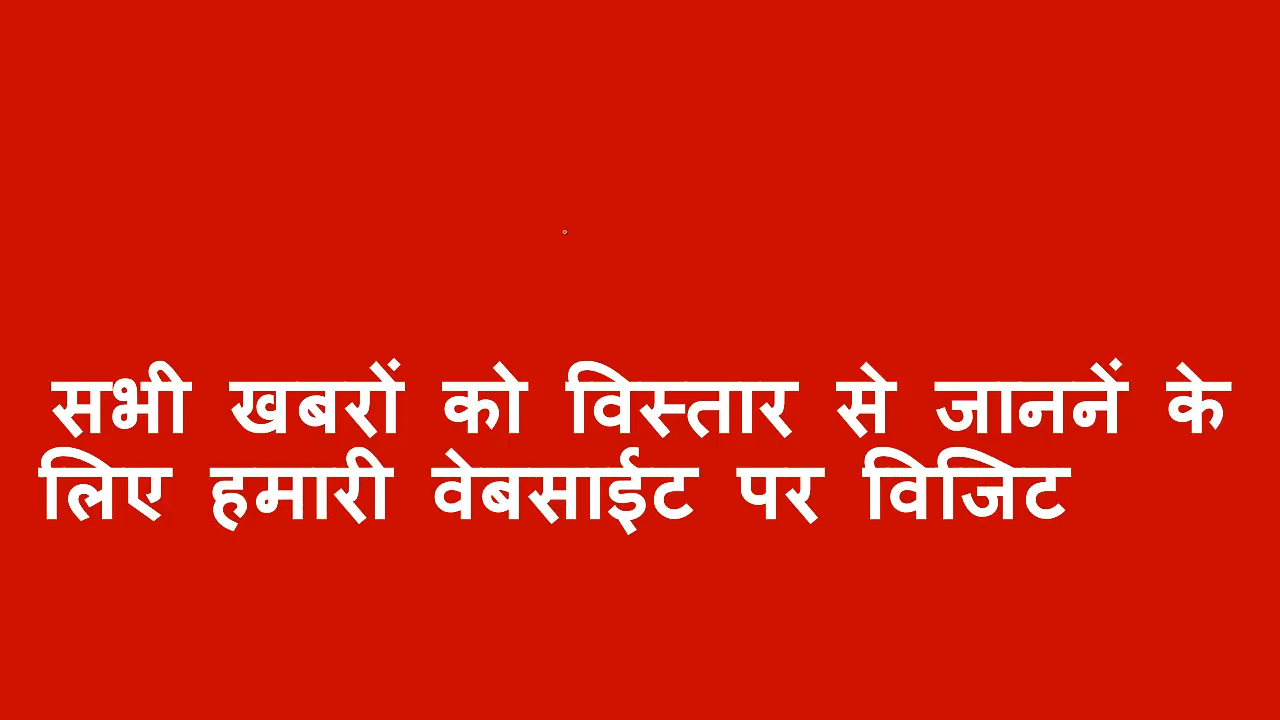 सभी खबरों को विस्तार से जाननें के
लिए हमारी वेबसाईट पर विजिट